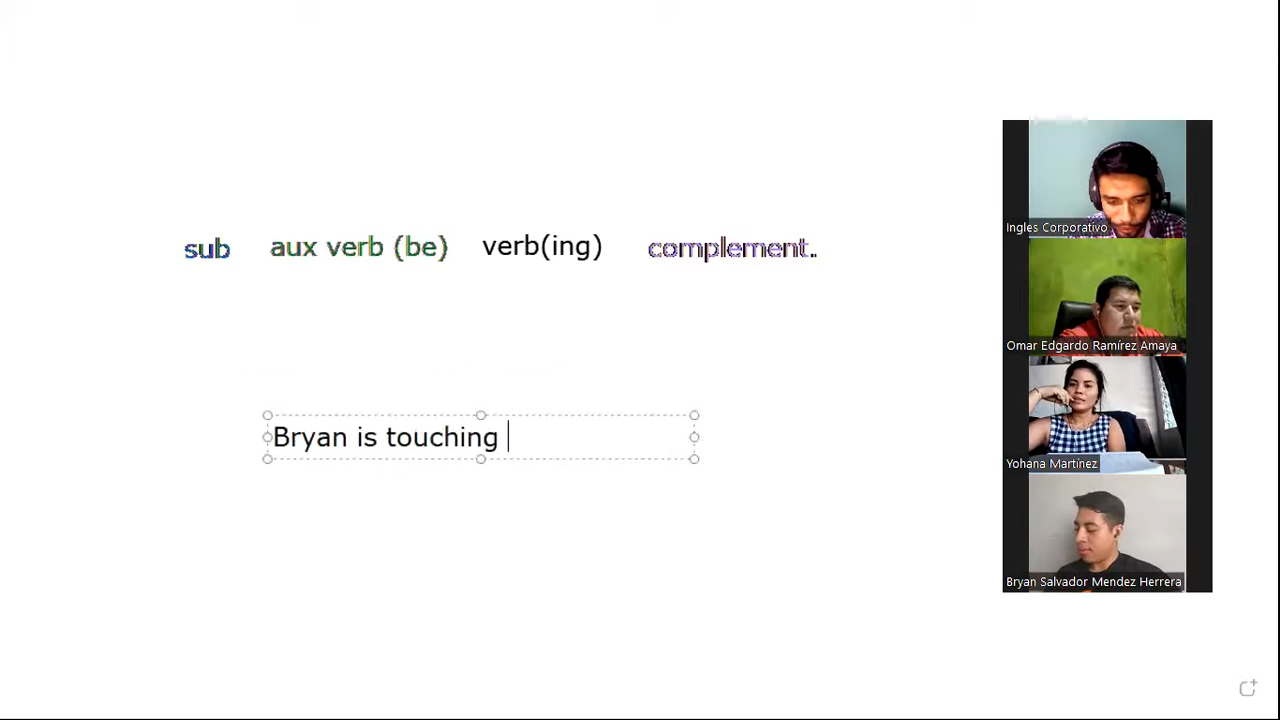 sub aux verb (be) verb(ing) complement.
Bryan is touching
Ingles Corporativo
Omar Edgardo Ramírez Amaya
Yohana Martínez
Bryan Salvador Mendez Herrera